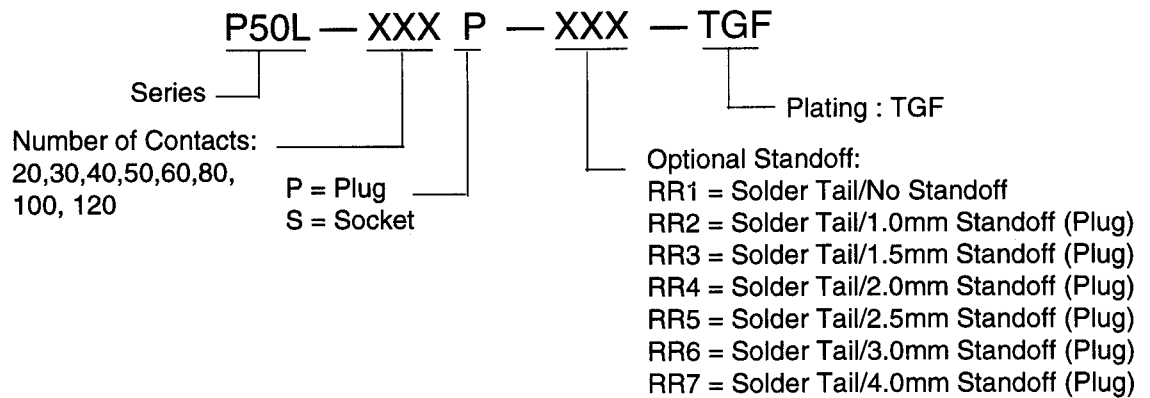 P50L — XXX P — XXX — TGF
Series
Plating : TGF
Number of Contacts:
20,30,40,50,60,80,
100, 120
P = Plug
S = Socket
Optional Standoff:
RR1 = Solder Tail/No Standoff
RR2 = Solder Tail/1.0mm Standoff (Plug)
RR3 = Solder Tail/1.5mm Standoff (Plug)
RR4 = Solder Tail/2.0mm Standoff (Plug)
RR5 = Solder Tail/2.5mm Standoff (Plug)
RR6 = Solder Tail/3.0mm Standoff (Plug)
RR7 = Solder Tail/4.0mm Standoff (Plug)